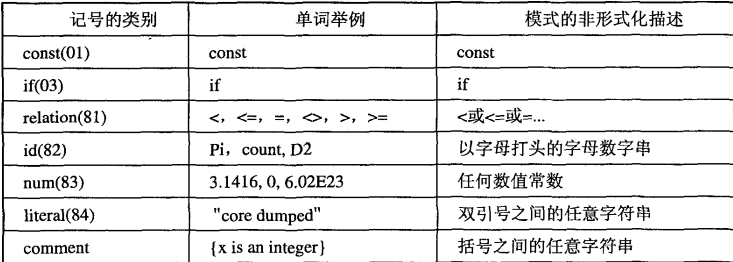 记号的类别 单词举例 模式的非形式化描述
const(01) const const
if(03) if if
relation(81) <, <=, =, <>, >, >= <或<=或=...
id(82) Pi, count, D2 以字母打头的字母数字串
num(83) 3.1416, 0, 6.02E23 任何数值常数
literal(84) "core dumped" 双引号之间的任意字符串
comment {x is an integer} 括号之间的任意字符串